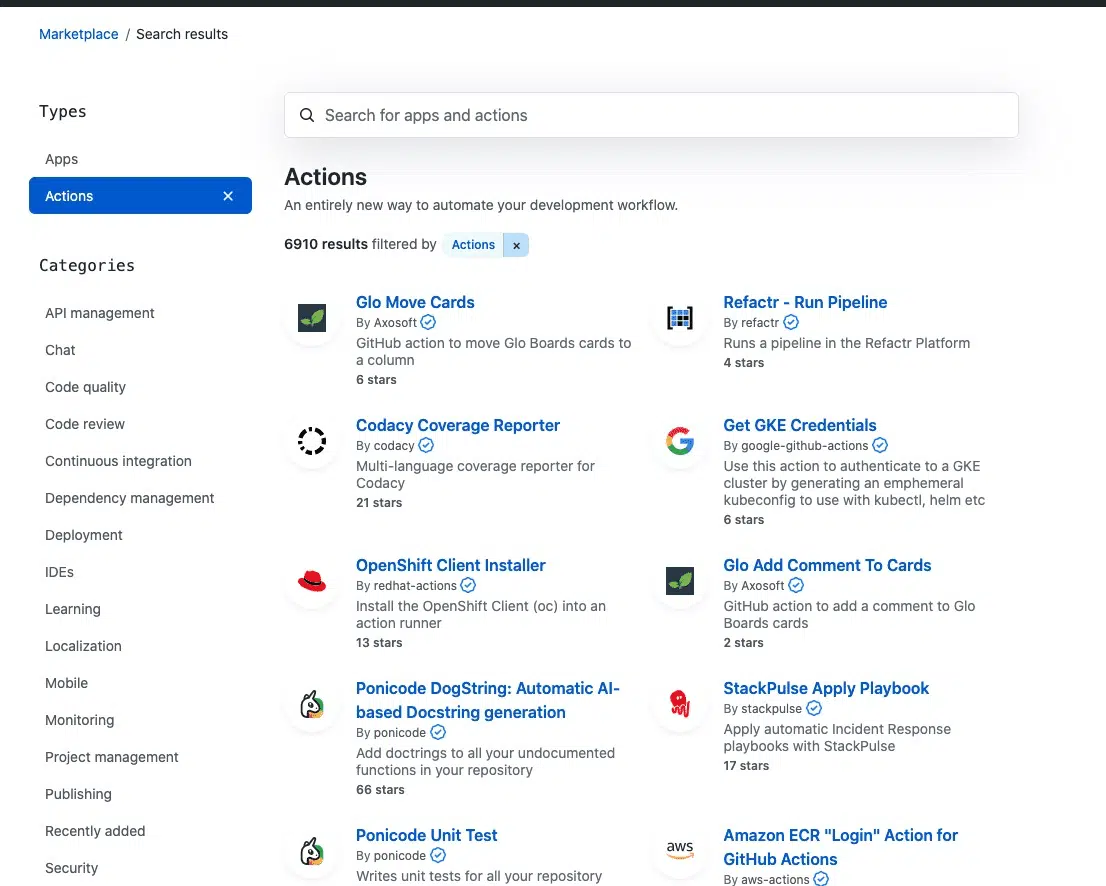 Marketplace / Search results
Types
Apps
Actions
Categories
API management
Chat
Code quality
Code review
Continuous integration
Dependency management
Deployment
IDEs
Learning
Localization
Mobile
Monitoring
Project management
Publishing
Recently added
Security
Search for apps and actions
Actions
An entirely new way to automate your development workflow.
6910 results filtered by Actions ×
Glo Move Cards
By Axosoft
GitHub action to move Glo Boards cards to
a column
6 stars
Refactr - Run Pipeline
By refactr
Runs a pipeline in the Refactr Platform
4 stars
Codacy Coverage Reporter
By codacy
Multi-language coverage reporter for
Codacy
21 stars
Get GKE Credentials
By google-github-actions
Use this action to authenticate to a GKE
cluster by generating an emphemeral
kubeconfig to use with kubectl, helm etc
6 stars
OpenShift Client Installer
By redhat-actions
Install the OpenShift Client (oc) into an
action runner
13 stars
Glo Add Comment To Cards
By Axosoft
GitHub action to add a comment to Glo
Boards cards
2 stars
Ponicode DogString: Automatic AI-
based Docstring generation
By ponicode
Add doctrings to all your undocumented
functions in your repository
66 stars
StackPulse Apply Playbook
By stackpulse
Apply automatic Incident Response
playbooks with StackPulse
17 stars
Ponicode Unit Test
By ponicode
Writes unit tests for all your repository
aws
Amazon ECR "Login" Action for
GitHub Actions
By aws-actions